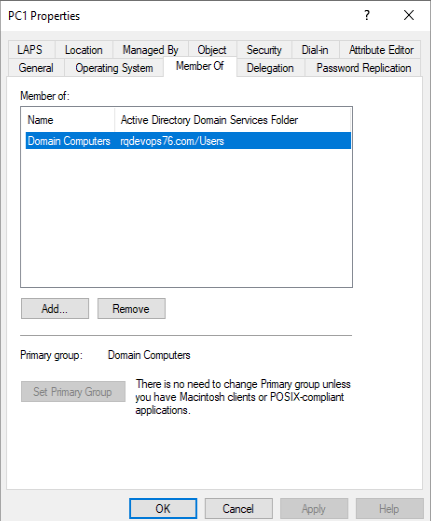 PC1 Properties
?
LAPS Location Managed By Object Security Dial-in Attribute Editor
General Operating System Member Of Delegation Password Replication
Member of:
Name Active Directory Domain Services Folder
Domain Computers rqdevops76.com/Users
Add... Remove
Primary group: Domain Computers
Set Primary Group
There is no need to change Primary group unless
you have Macintosh clients or POSIX-compliant
applications.
OK Cancel Apply Help